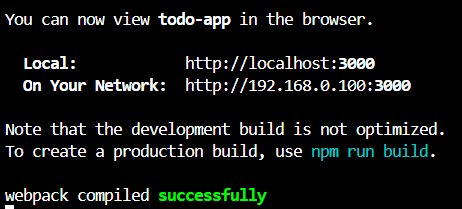 You can now view todo-app in the browser.
Local: http://localhost:3000
On Your Network: http://192.168.0.100:3000
Note that the development build is not optimized.
To create a production build, use npm run build.
webpack compiled successfully